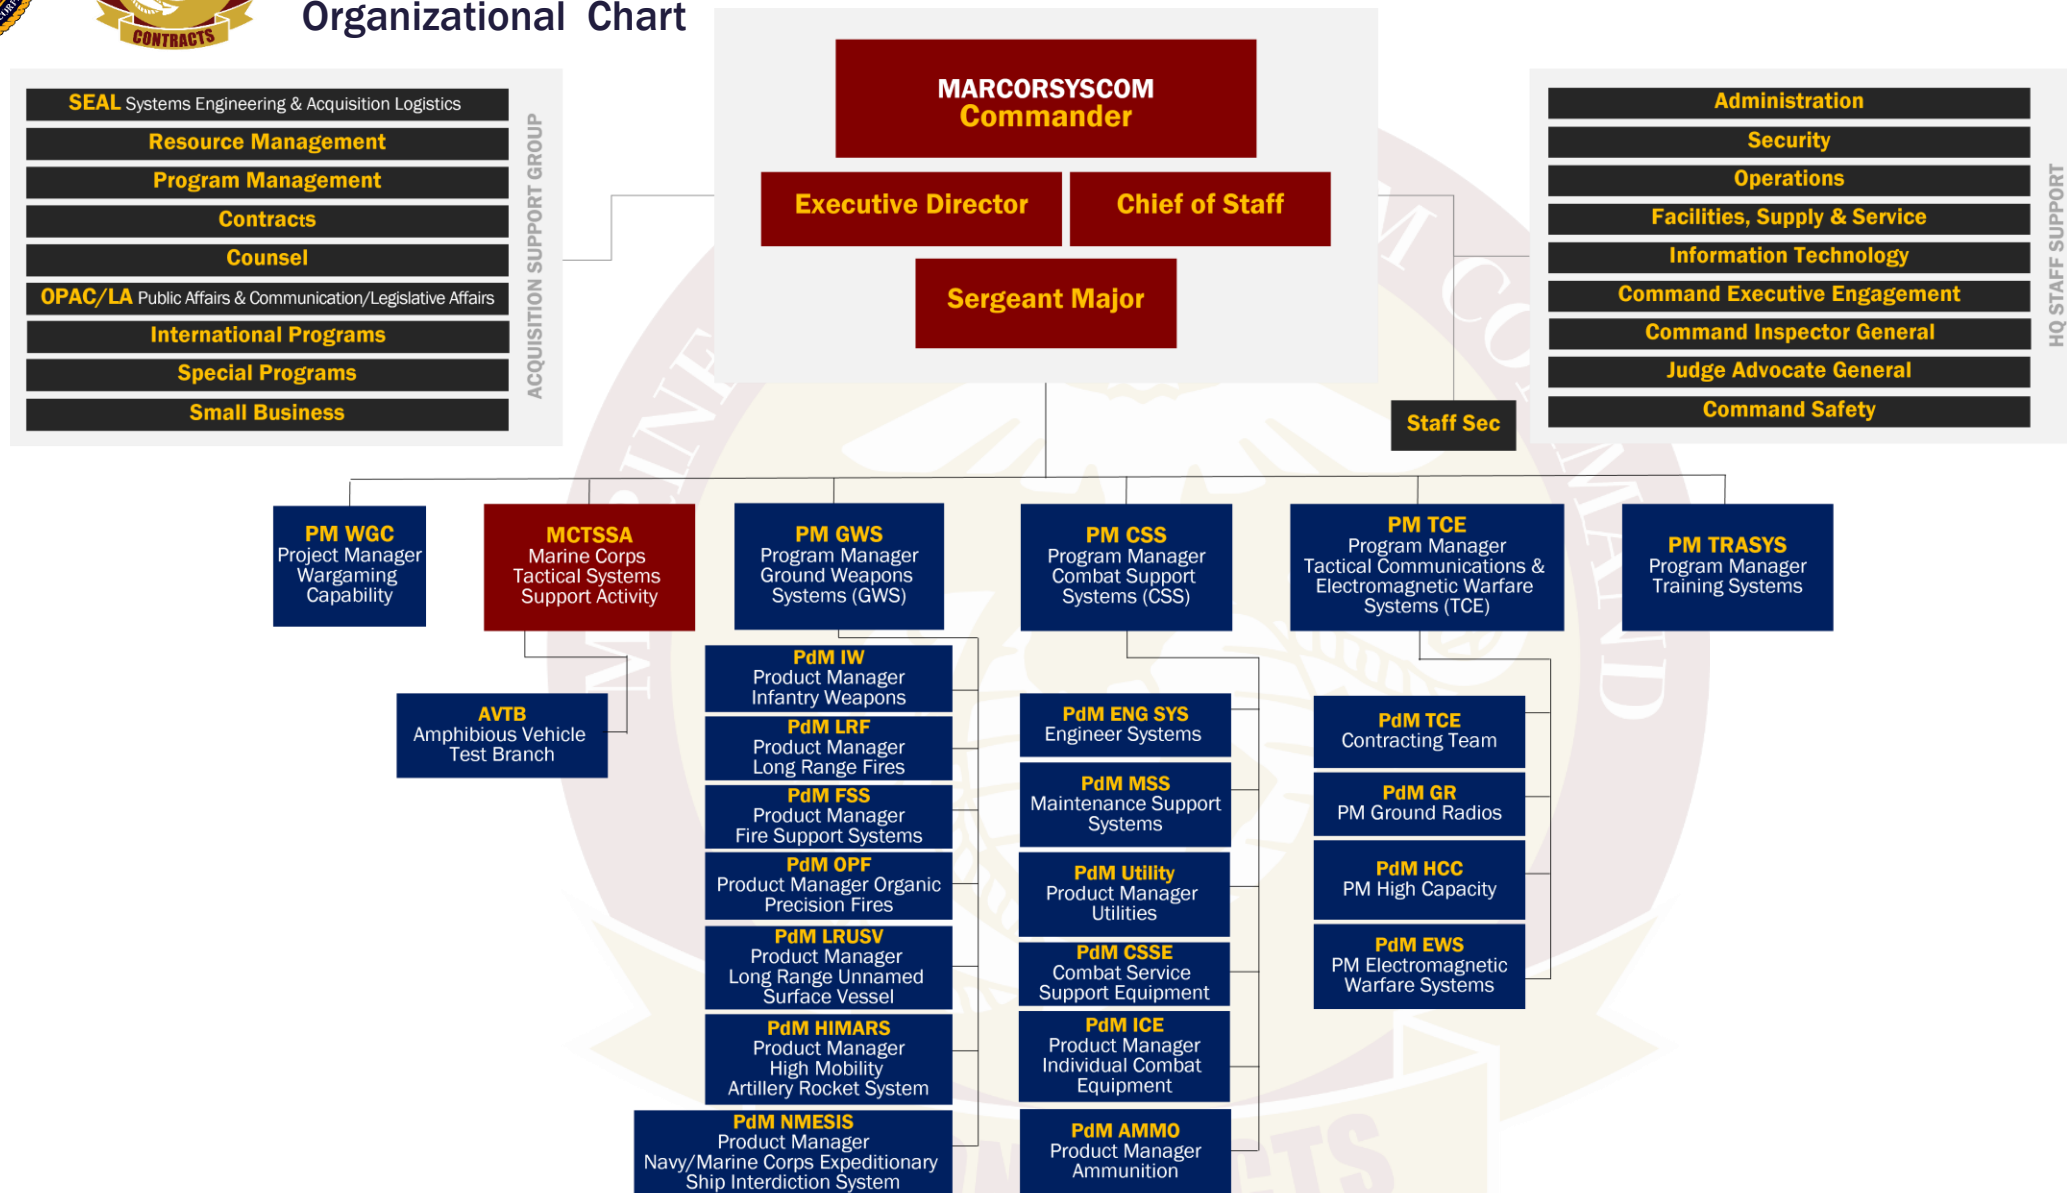 Organizational Chart
CORPS
CONTRACTS
SEAL Systems Engineering & Acquisition Logistics
Resource Management
Program Management
Contracts
Counsel
OPAC/LA Public Affairs & Communication/Legislative Affairs
International Programs
Special Programs
Small Business
ACQUISITION SUPPORT GROUP
MARCORSYSCOM
Commander
Executive Director
Chief of Staff
Sergeant Major
Administration
Security
Operations
Facilities, Supply & Service
Information Technology
Command Executive Engagement
Command Inspector General
Judge Advocate General
Command Safety
HQ STAFF SUPPORT
Staff Sec
PM WGC
Project Manager
Wargaming
Capability
MCTSSA
Marine Corps
Tactical Systems
Support Activity
AVTB
Amphibious Vehicle
Test Branch
PM GWS
Program Manager
Ground Weapons
Systems (GWS)
PdM IW
Product Manager
Infantry Weapons
PdM LRF
Product Manager
Long Range Fires
PdM FSS
Product Manager
Fire Support Systems
PdM OPF
Product Manager Organic
Precision Fires
PdM LRUSV
Product Manager
Long Range Unnamed
Surface Vessel
PdM HIMARS
Product Manager
High Mobility
Artillery Rocket System
PdM NMESIS
Product Manager
Navy/Marine Corps Expeditionary
Ship Interdiction System
PM CSS
Program Manager
Combat Support
Systems (CSS)
PdM ENG SYS
Engineer Systems
PdM MSS
Maintenance Support
Systems
PdM Utility
Product Manager
Utilities
PdM CSSE
Combat Service
Support Equipment
PdM ICE
Product Manager
Individual Combat
Equipment
PdM AMMO
Product Manager
Ammunition
PM TCE
Program Manager
Tactical Communications &
Electromagnetic Warfare
Systems (TCE)
PdM TCE
Contracting Team
PdM GR
PM Ground Radios
PdM HCC
PM High Capacity
PdM EWS
PM Electromagnetic
Warfare Systems
PM TRASYS
Program Manager
Training Systems